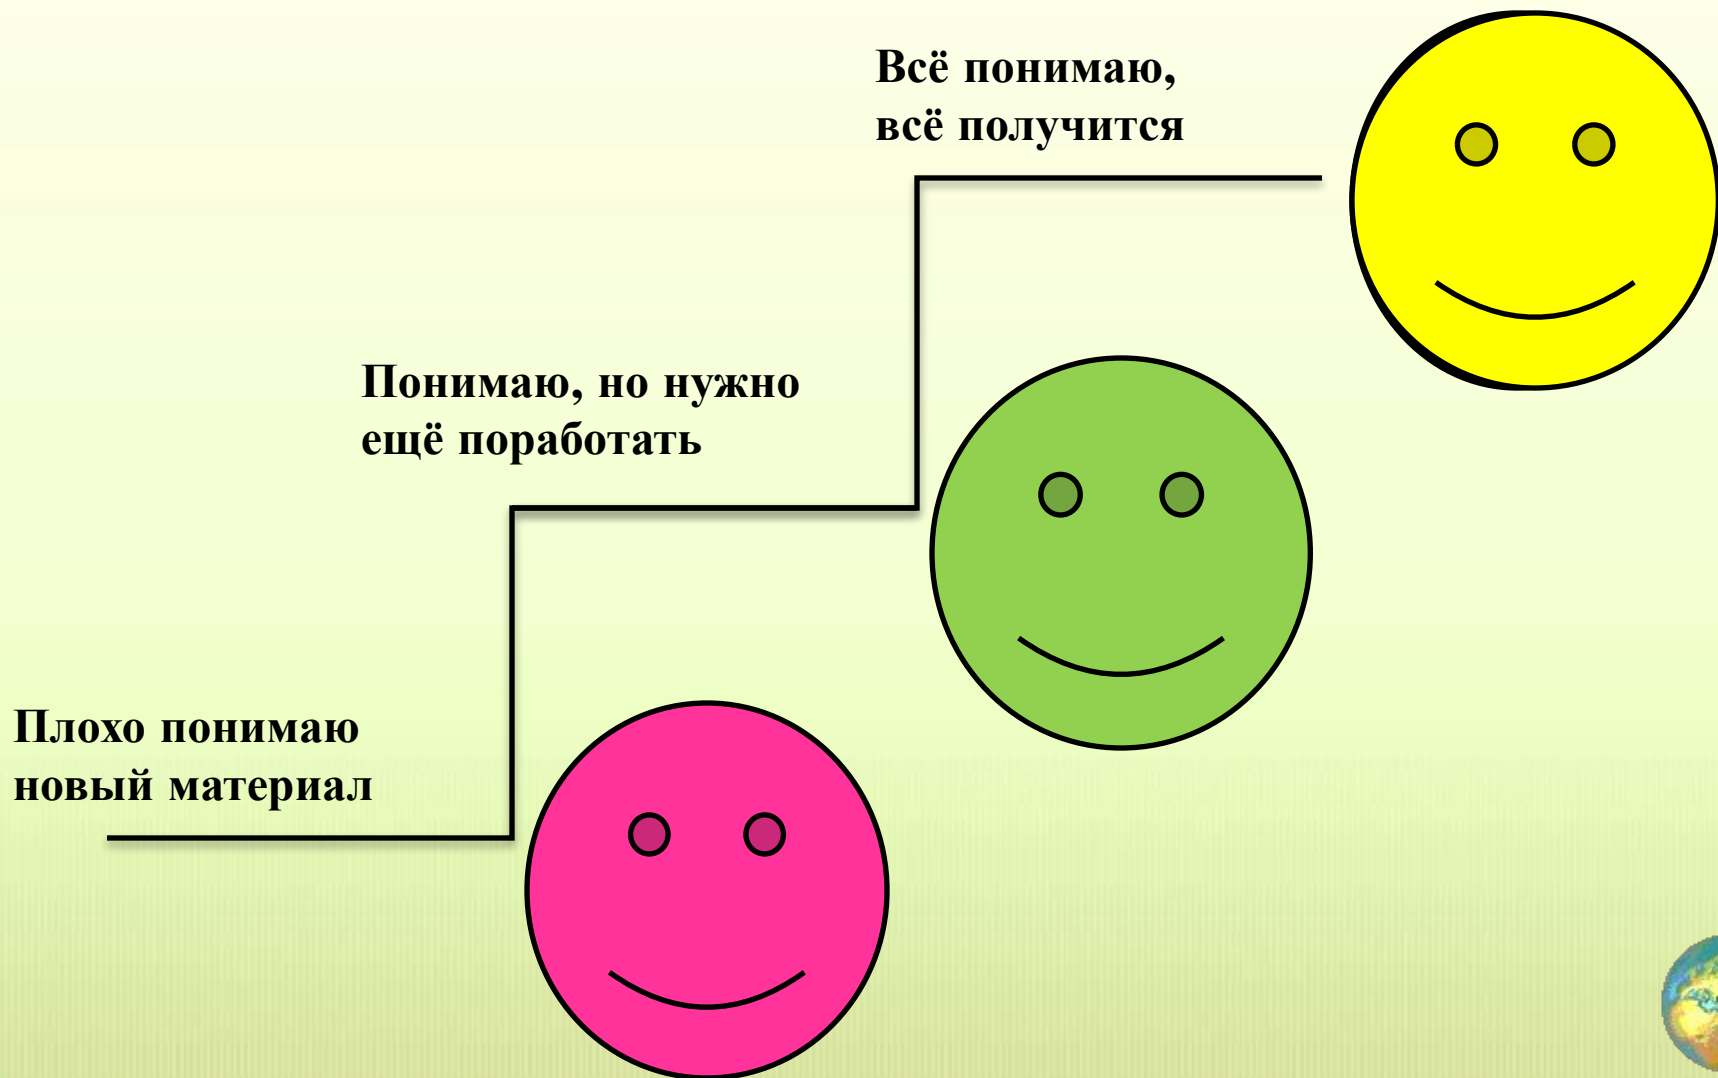 Всё понимаю,
всё получится
Понимаю, но нужно
ещё поработать
Плохо понимаю
новый материал